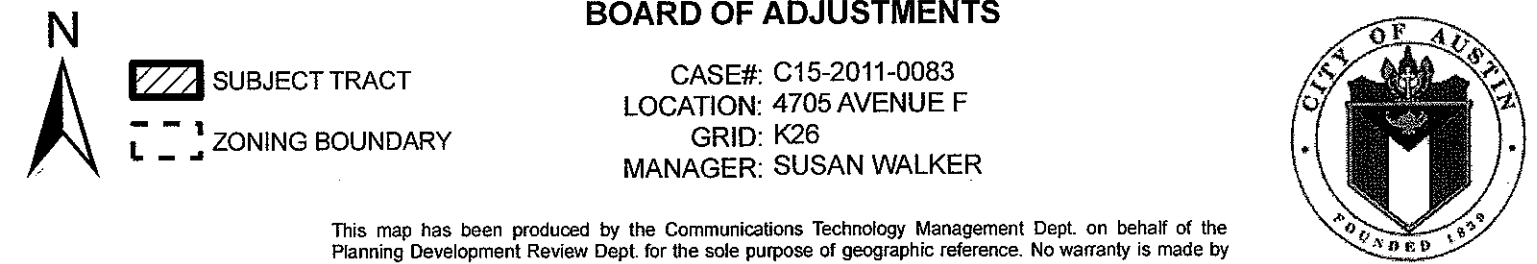 BOARD OF ADJUSTMENTS
N
SUBJECT TRACT
ZONING BOUNDARY
CASE#: C15-2011-0083
LOCATION: 4705 AVENUE F
GRID: K26
MANAGER: SUSAN WALKER
CITY OF AUSTIN
FOUNDED 1839
This map has been produced by the Communications Technology Management Dept. on behalf of the
Planning Development Review Dept. for the sole purpose of geographic reference. No warranty is made by